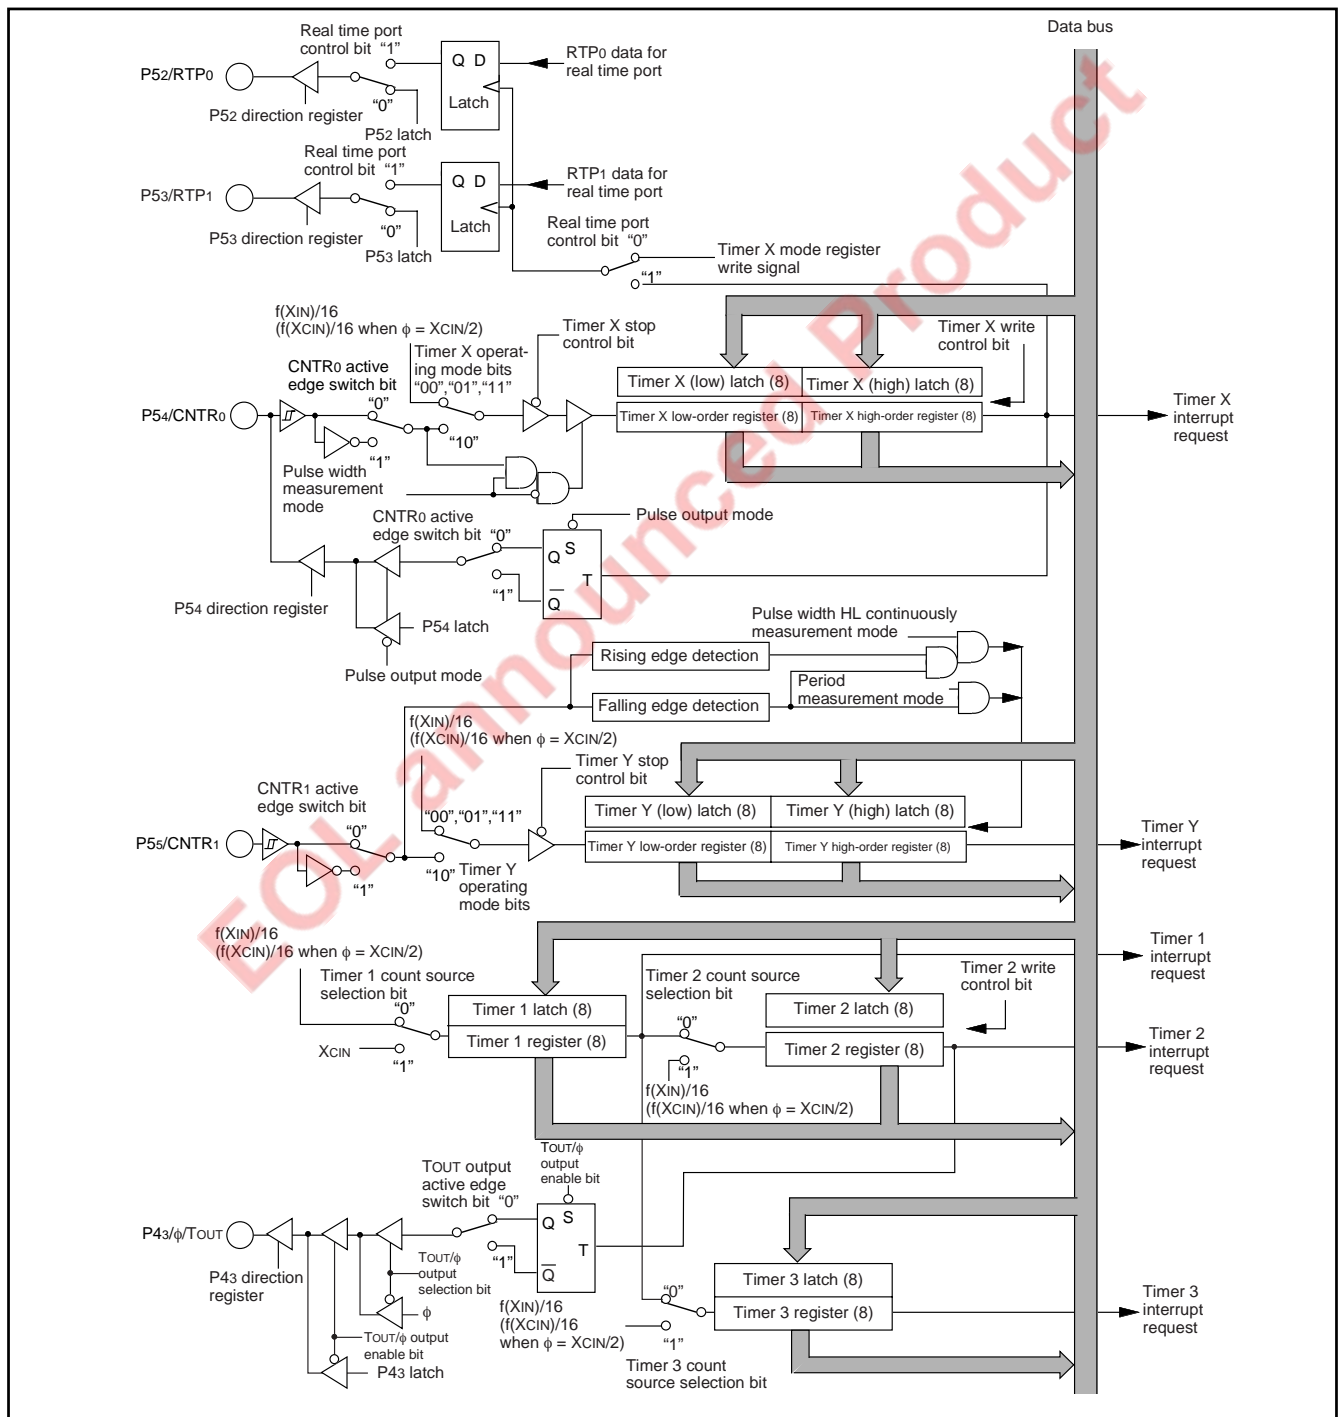 Data bus
Real time port
control bit "1"
P52/RTP0
Q D
Latch
RTP0 data for
real time port
"0"
P52 direction register
P52 latch
Real time port
control bit "1"
P53/RTP1
Q D
Latch
RTP1 data for
real time port
"0"
P53 direction register
P53 latch
Real time port
control bit "0"
"1"
Timer X mode register
write signal
f(XIN)/16
(f(XCIN)/16 when ϕ = XCIN/2)
Timer X stop
control bit
Timer X write
control bit
CNTR0 active
edge switch bit
Timer X operat-
ing mode bits
"00","01","11"
"0"
P54/CNTR0
"10"
"1"
Timer X (low) latch (8)
Timer X (high) latch (8)
Timer X low-order register (8)
Timer X high-order register (8)
Timer X
interrupt
request
Pulse width
measurement
mode
CNTR0 active
edge switch bit
"0"
Pulse output mode
Q S
T
Q
"1"
P54 direction register
P54 latch
Pulse output mode
Pulse width HL continuously
measurement mode
Rising edge detection
Period
measurement mode
Falling edge detection
f(XIN)/16
(f(XCIN)/16 when ϕ = XCIN/2)
Timer Y stop
control bit
CNTR1 active
edge switch bit
"00","01","11"
"0"
P55/CNTR1
"1"
"10"
Timer Y
operating
mode bits
Timer Y (low) latch (8)
Timer Y (high) latch (8)
Timer Y low-order register (8)
Timer Y high-order register (8)
Timer Y
interrupt
request
f(XIN)/16
(f(XCIN)/16 when ϕ = XCIN/2)
Timer 1 count source
selection bit
"0"
XCIN
"1"
Timer 1 latch (8)
Timer 1 register (8)
Timer 2 count source
selection bit
"0"
"1"
f(XIN)/16
(f(XCIN)/16 when ϕ = XCIN/2)
Timer 2 latch (8)
Timer 2 register (8)
Timer 2 write
control bit
Timer 1
interrupt
request
Timer 2
interrupt
request
TOUT output
active edge
switch bit "0"
TOUT/ϕ
output
enable bit
P43/ϕ/TOUT
Q S
T
Q
"1"
P43 direction
register
TOUT/ϕ
output
selection bit
ϕ
TOUT/ϕ output
enable bit
P43 latch
f(XIN)/16
(f(XCIN)/16
when ϕ = XCIN/2)
"0"
"1"
Timer 3 count
source selection bit
Timer 3 latch (8)
Timer 3 register (8)
Timer 3
interrupt
request
EOL announced Product